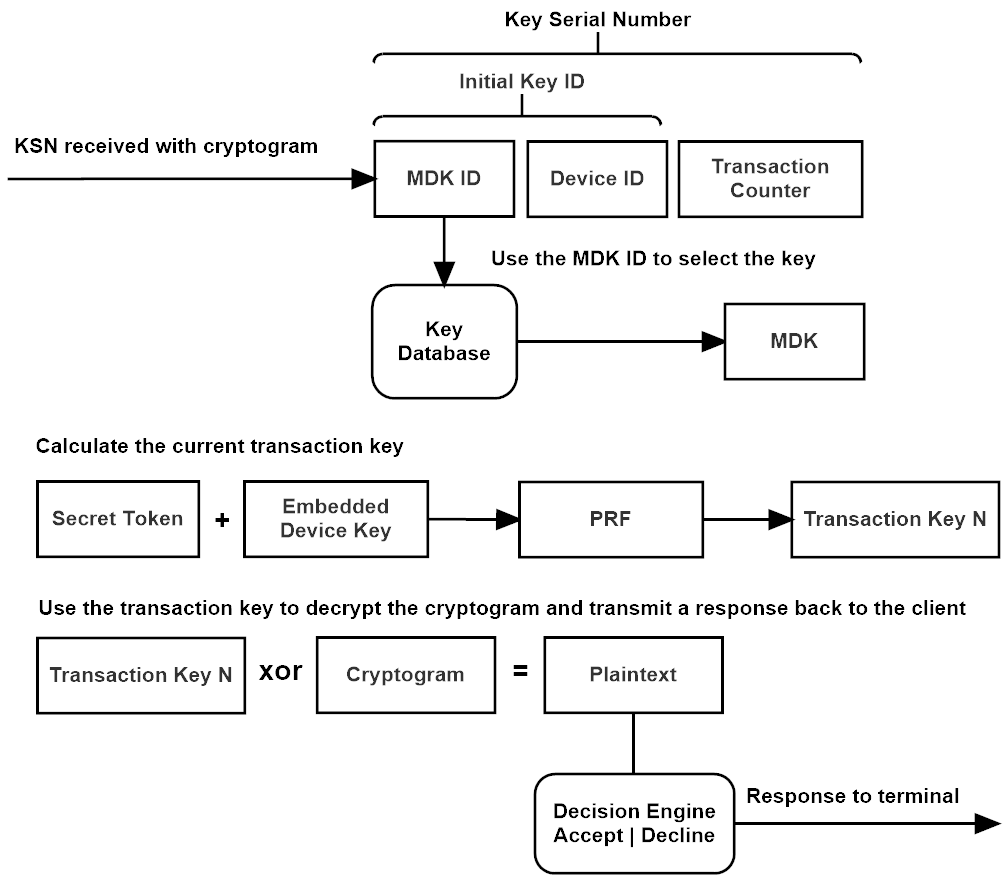 Key Serial Number
Initial Key ID
KSN received with cryptogram
MDK ID
Device ID
Transaction
Counter
Use the MDK ID to select the key
Key
Database
MDK
Calculate the current transaction key
Secret Token
+
Embedded
Device Key
PRF
Transaction Key N
Use the transaction key to decrypt the cryptogram and transmit a response back to the client
Transaction Key N
xor
Cryptogram
=
Plaintext
Decision Engine
Accept | Decline
Response to terminal